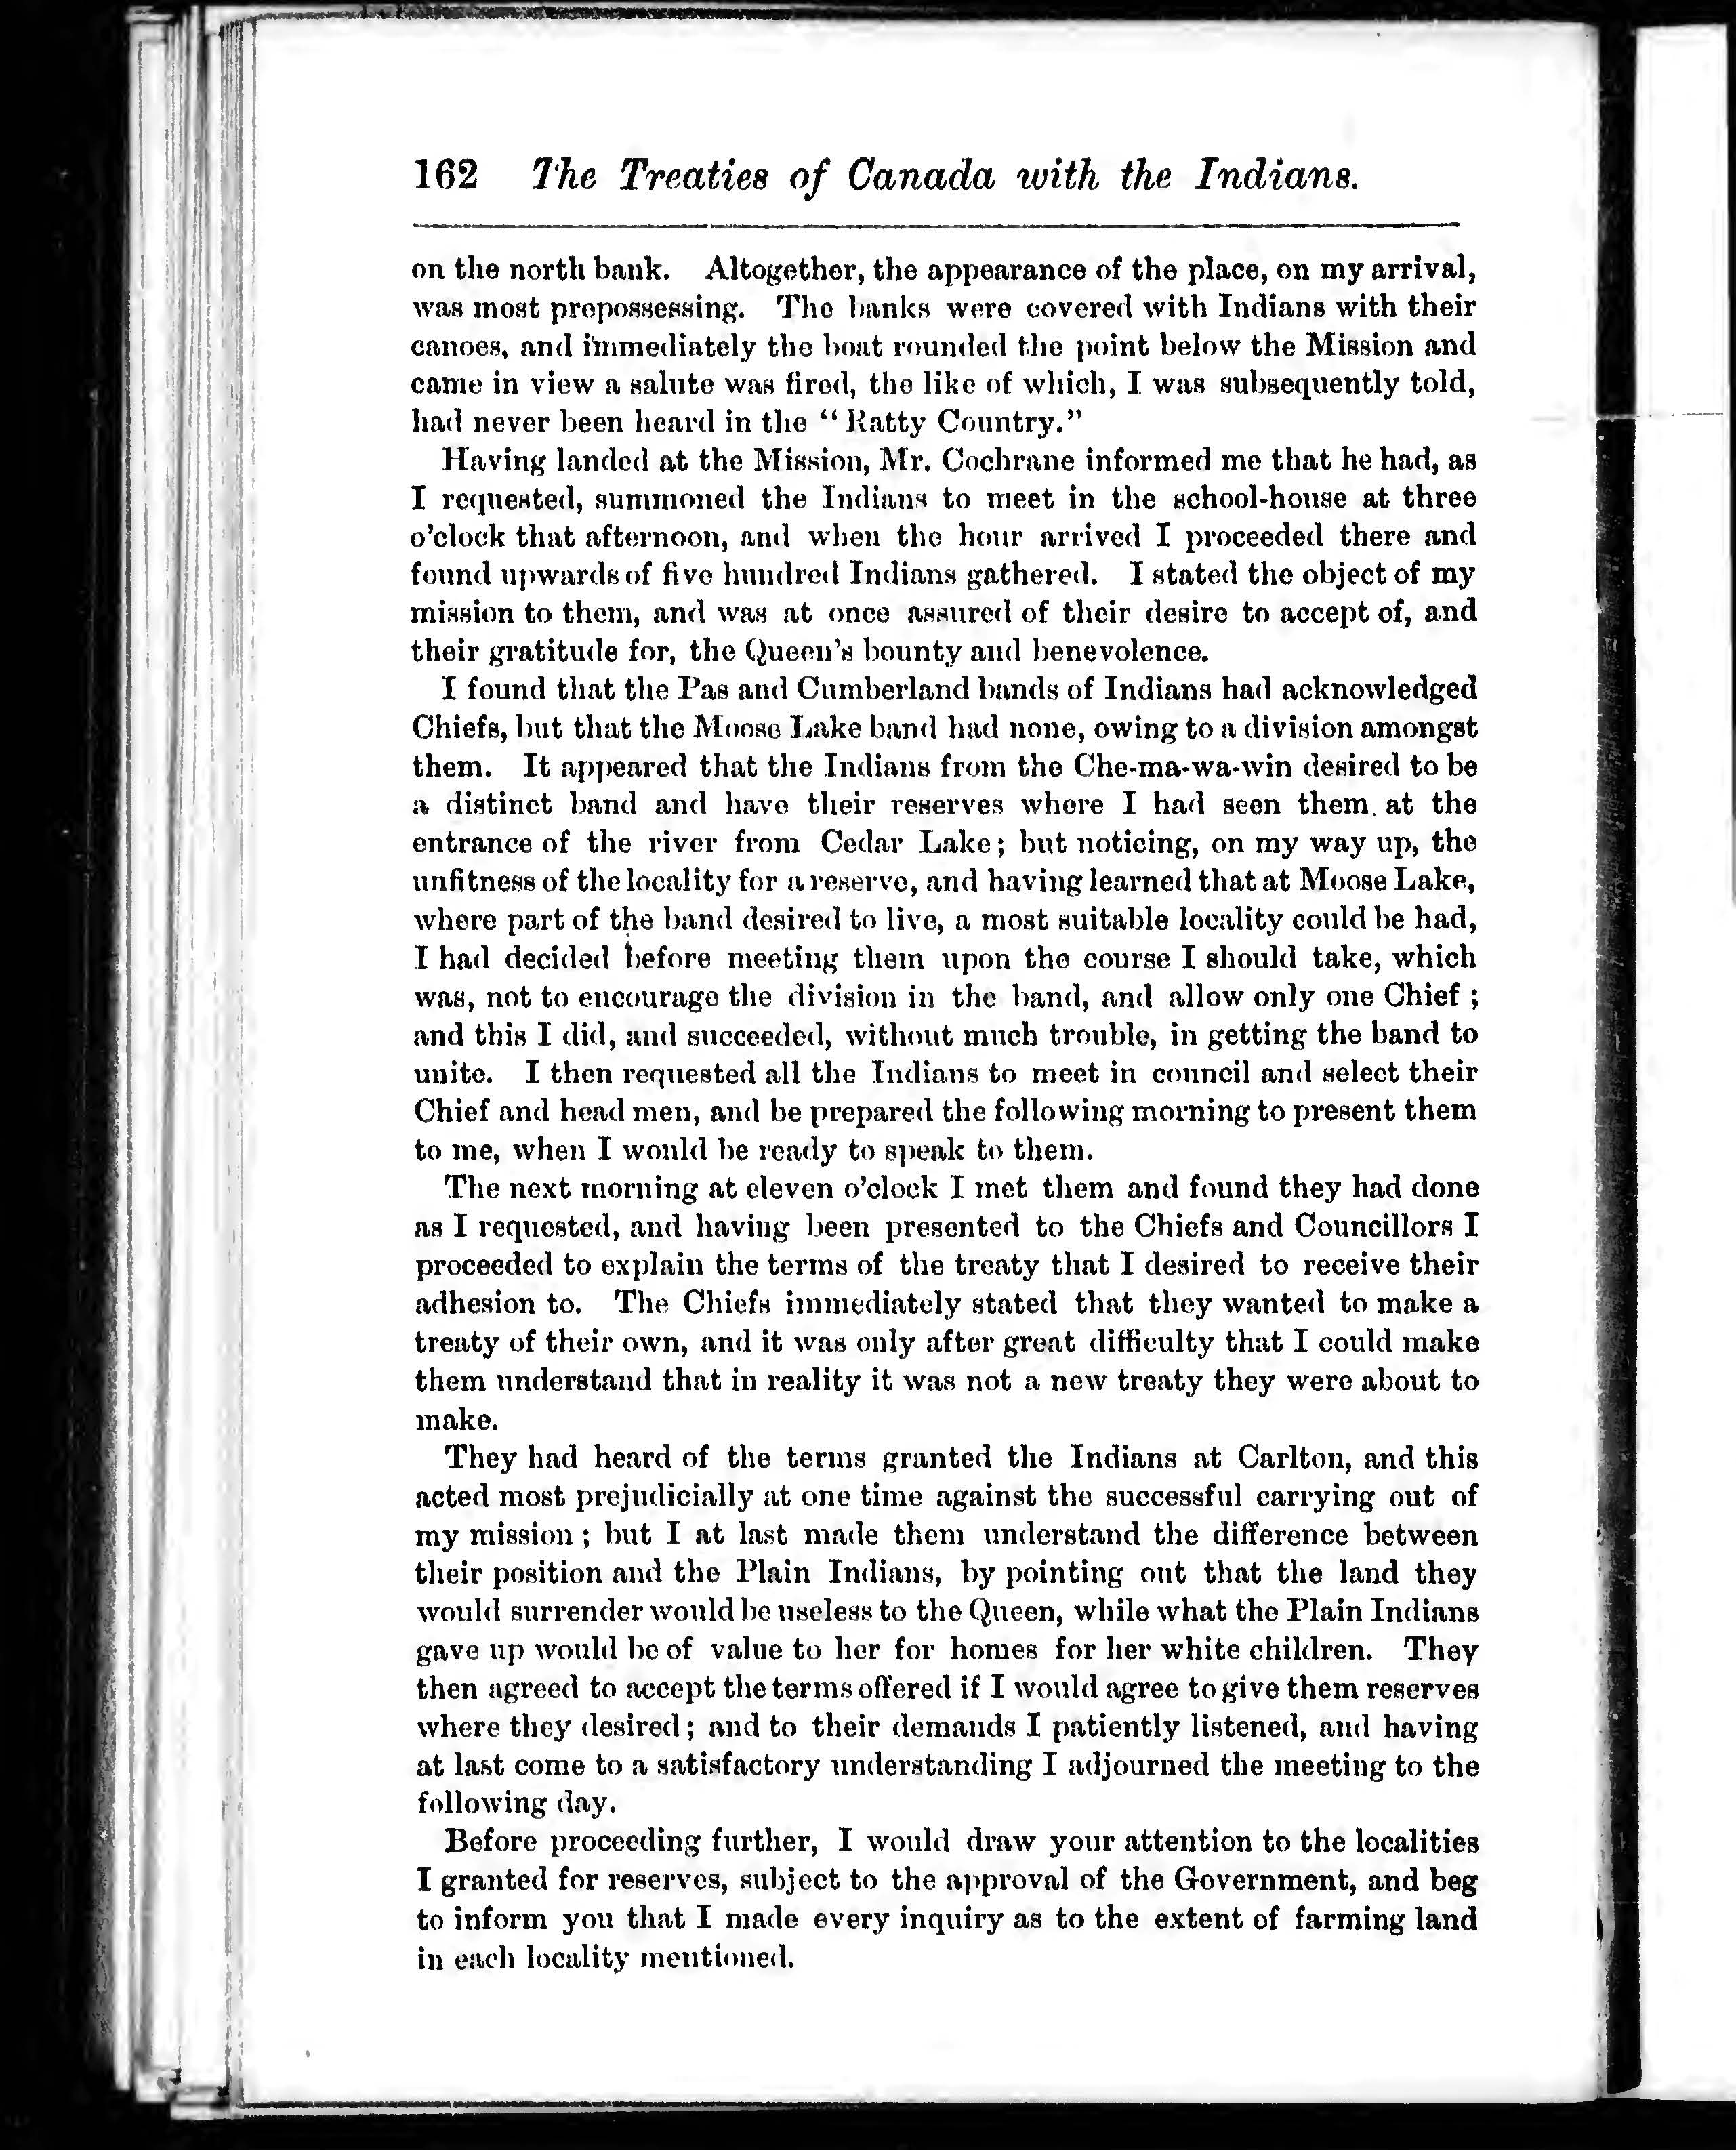 162 The Treaties of Canada with the Indians.
on the north bank. Altogether, the appearance of the place, on my arrival,
was most prepossessing. The banks were covered with Indians with their
canoes, and immediately the boat rounded the point below the Mission and
came in view a salute was fired, the like of which, I was subsequently told,
had never been heard in the “Ratty Country.”
Having landed at the Mission, Mr. Cochrane informed me that he had, as
I requested, summoned the Indians to meet in the school-house at three
o’clock that afternoon, and when the hour arrived I proceeded there and
found upwards of five hundred Indians gathered. I stated the object of my
mission to them, and was at once assured of their desire to accept of, and
their gratitude for, the Queen’s bounty and benevolence.
I found that the Pas and Cumberland bands of Indians had acknowledged
Chiefs, but that the Moose Lake band had none, owing to a division amongst
them. It appeared that the Indians from the Che-ma-wa-win desired to be
a distinct band and have their reserves where I had seen them. at the
entrance of the river from Cedar Lake; but noticing, on my way up, the
unfitness of the locality for a reserve, and having learned that at Moose Lake,
where part of the band desired to live, a most suitable locality could be had,
I had decided before meeting them upon the course I should take, which
was, not to encourage the division in the band, and allow only one Chief ;
and this I did, and succeeded, without much trouble, in getting the band to
unite. I then requested all the Indians to meet in council and select their
Chief and head men, and be prepared the following morning to present them
to me, when I would be ready to speak to them.
The next morning at eleven o’clock I met them and found they had done
as I requested, and having been presented to the Chiefs and Councillors I
proceeded to explain the terms of the treaty that I desired to receive their
adhesion to. The Chiefs immediately stated that they wanted to make a
treaty of their own, and it was only after great difficulty that I could make
them understand that in reality it was not a new treaty they were about to
make.
They had heard of the terms granted the Indians at Carlton, and this
acted most prejudicially at one time against the successful carrying out of
my mission ; but I at last made them understand the difference between
their position and the Plain Indians, by pointing out that the land they
would surrender would be useless to the Queen, while what the Plain Indians
gave up would be of value to her for homes for her white children. They
then agreed to accept the terms offered if I would agree to give them reserves
where they desired ; and to their demands I patiently listened, and having
at last come to a satisfactory understanding I adjourned the meeting to the
following day.
Before proceeding further, I would draw your attention to the localities
I granted for reserves, subject to the approval of the Government, and beg
to inform you that I made every inquiry as to the extent of farming land
in each locality mentioned.